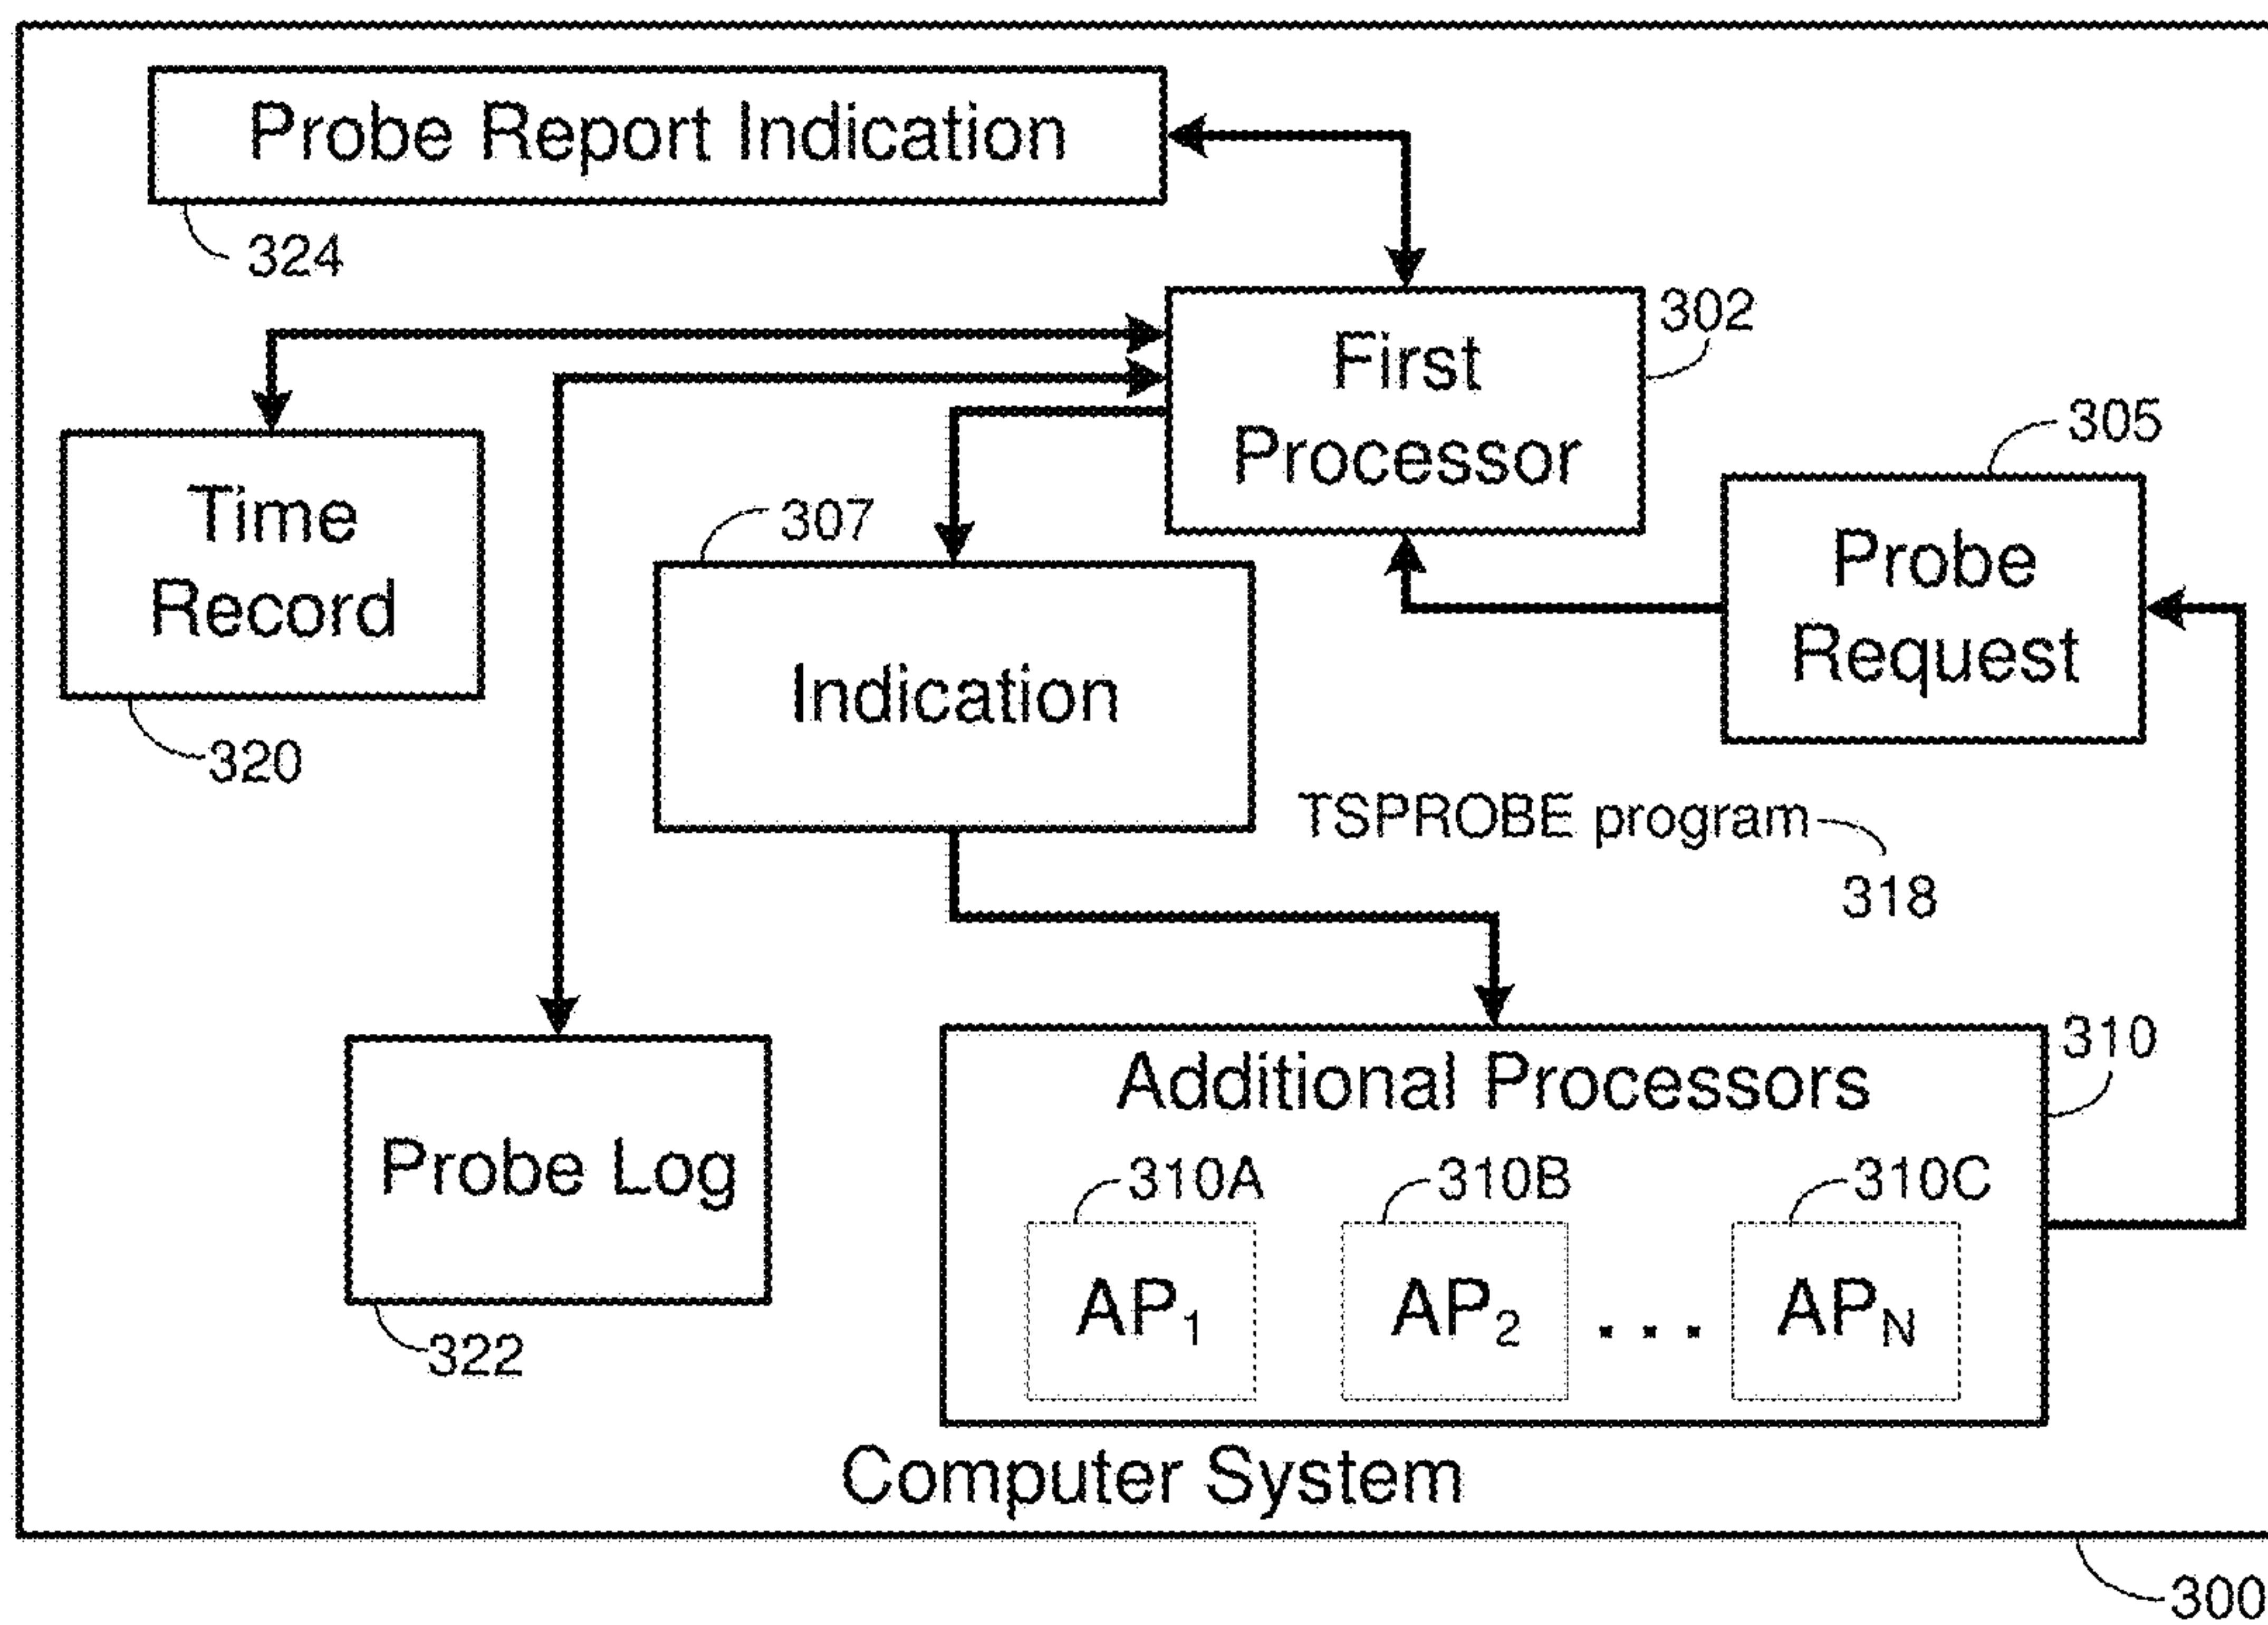 Probe Report Indication
324
First
Processor
302
305
Time
Record
320
307
Indication
Probe
Request
TSPROBE program
318
310
Additional Processors
310A
310B
310C
AP₁
AP₂
...
APN
Probe Log
322
Computer System
300